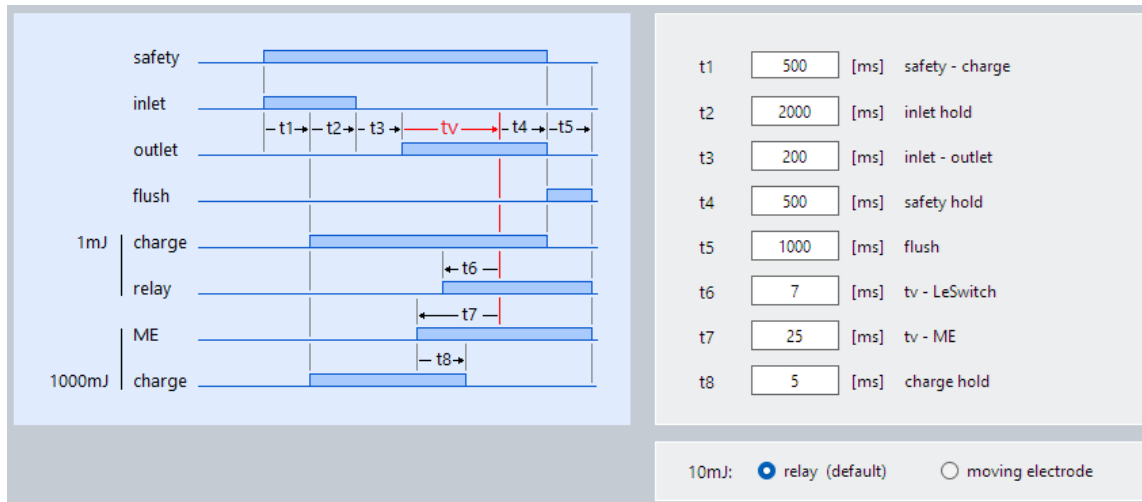 safety
inlet
t1 t2 t3 tv t4 t5
outlet
flush
1mJ charge
t6
relay
t7
ME
t8
1000mJ charge
t1 500 [ms] safety - charge
t2 2000 [ms] inlet hold
t3 200 [ms] inlet - outlet
t4 500 [ms] safety hold
t5 1000 [ms] flush
t6 7 [ms] tv - LeSwitch
t7 25 [ms] tv - ME
t8 5 [ms] charge hold
10mJ: relay (default) moving electrode